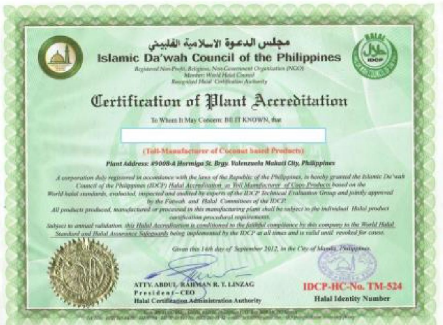 مجلس الدعوة الاسلامية الفلبيني
Islamic Da'wah Council of the Philippines
Registered Non-Profit, Religious, Non-Government Organization (NGO)
Member: World Halal Council
Recognized Halal Certification Authority
HALAL
IDCP
Certification of Plant Accreditation
To Whom It May Concern: BE IT KNOWN, that
(Toll-Manufacturer of Coconut based Products)
Plant Address: #9008-A Hormiga St. Brgy. Valenzuela Makati City, Philippines
A corporation duly registered in accordance with the laws of the Republic of the Philippines, is hereby granted the Islamic Da'wah
Council of the Philippines (IDCP) Halal Accreditation as Toll Manufacturer of Coco Products based on the
World halal standards, evaluated, inspected and audited by experts of the IDCP Technical Evaluation Group and jointly approved
by the Fatwah and Halal Committees of the IDCP.
All products produced, manufactured or processed in this manufacturing plant shall be subject to the individual Halal product
certification procedural requirements.
Subject to annual validation, this Halal Accreditation is conditioned to the faithful compliance by this company to the World Halal
Standard and Halal Assurance Safeguards being implemented by the IDCP at all times and is valid until revoked for cause.
Given this 14th day of September 2012, in the City of Manila, Philippines.
ATTY. ABDUL RAHMAN R. T. LINZAG
President-CEO
Halal Certification Administration Authority
IDCP-HC-No. TM-524
Halal Identity Number